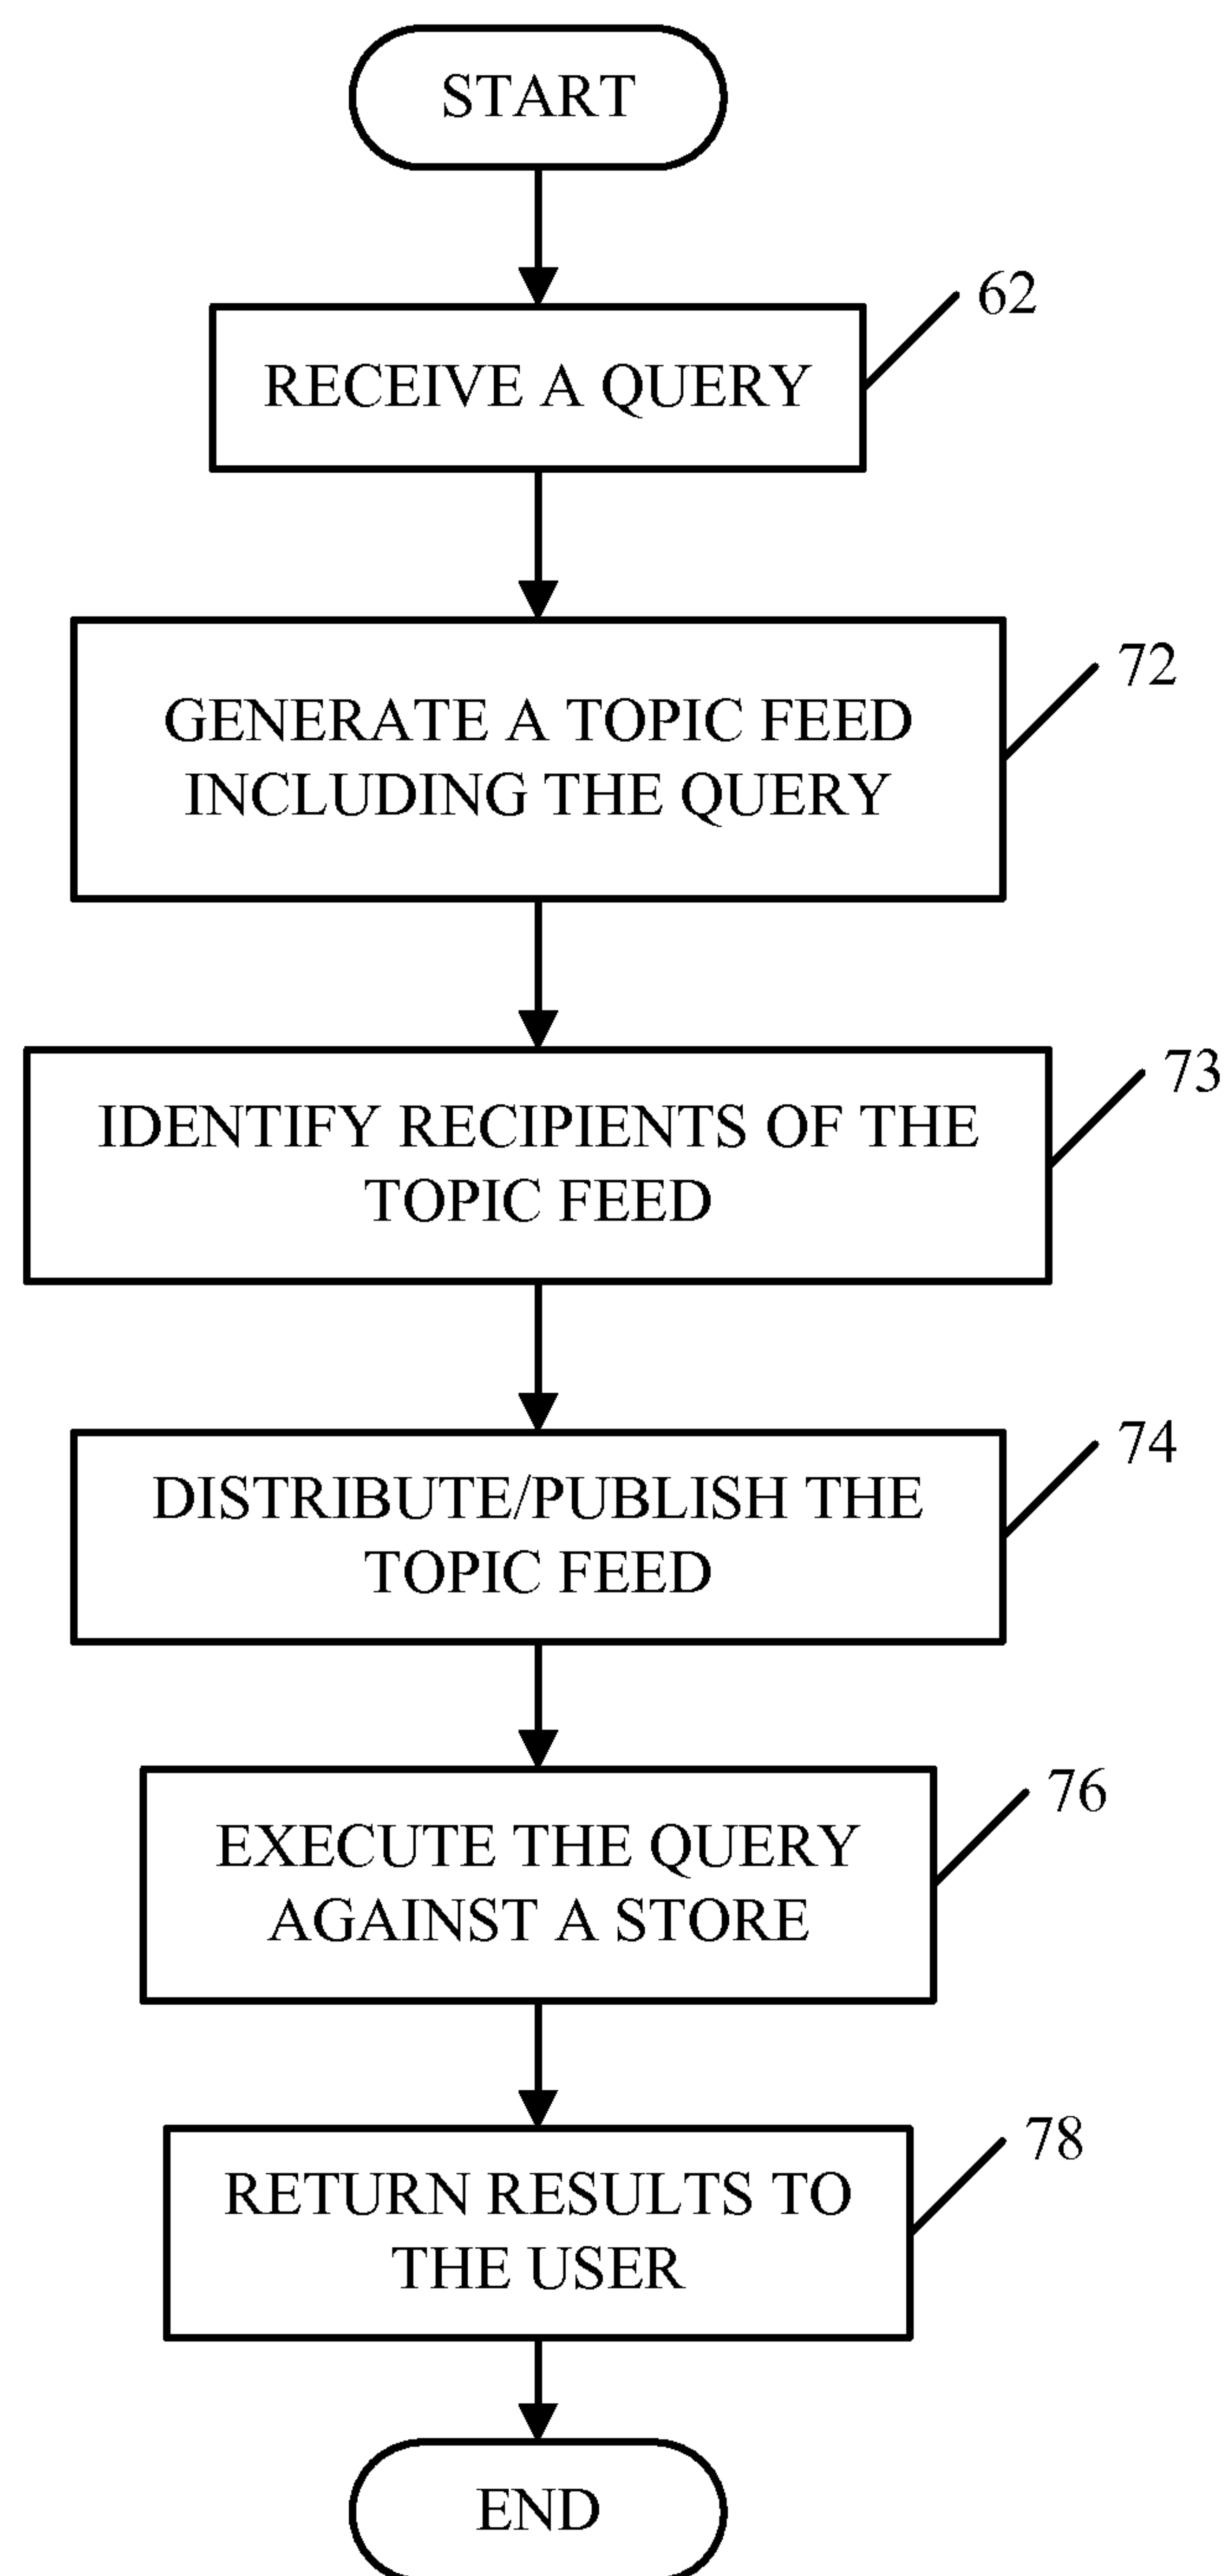 START
62
RECEIVE A QUERY
72
GENERATE A TOPIC FEED
INCLUDING THE QUERY
73
IDENTIFY RECIPIENTS OF THE
TOPIC FEED
74
DISTRIBUTE/PUBLISH THE
TOPIC FEED
76
EXECUTE THE QUERY
AGAINST A STORE
78
RETURN RESULTS TO
THE USER
END